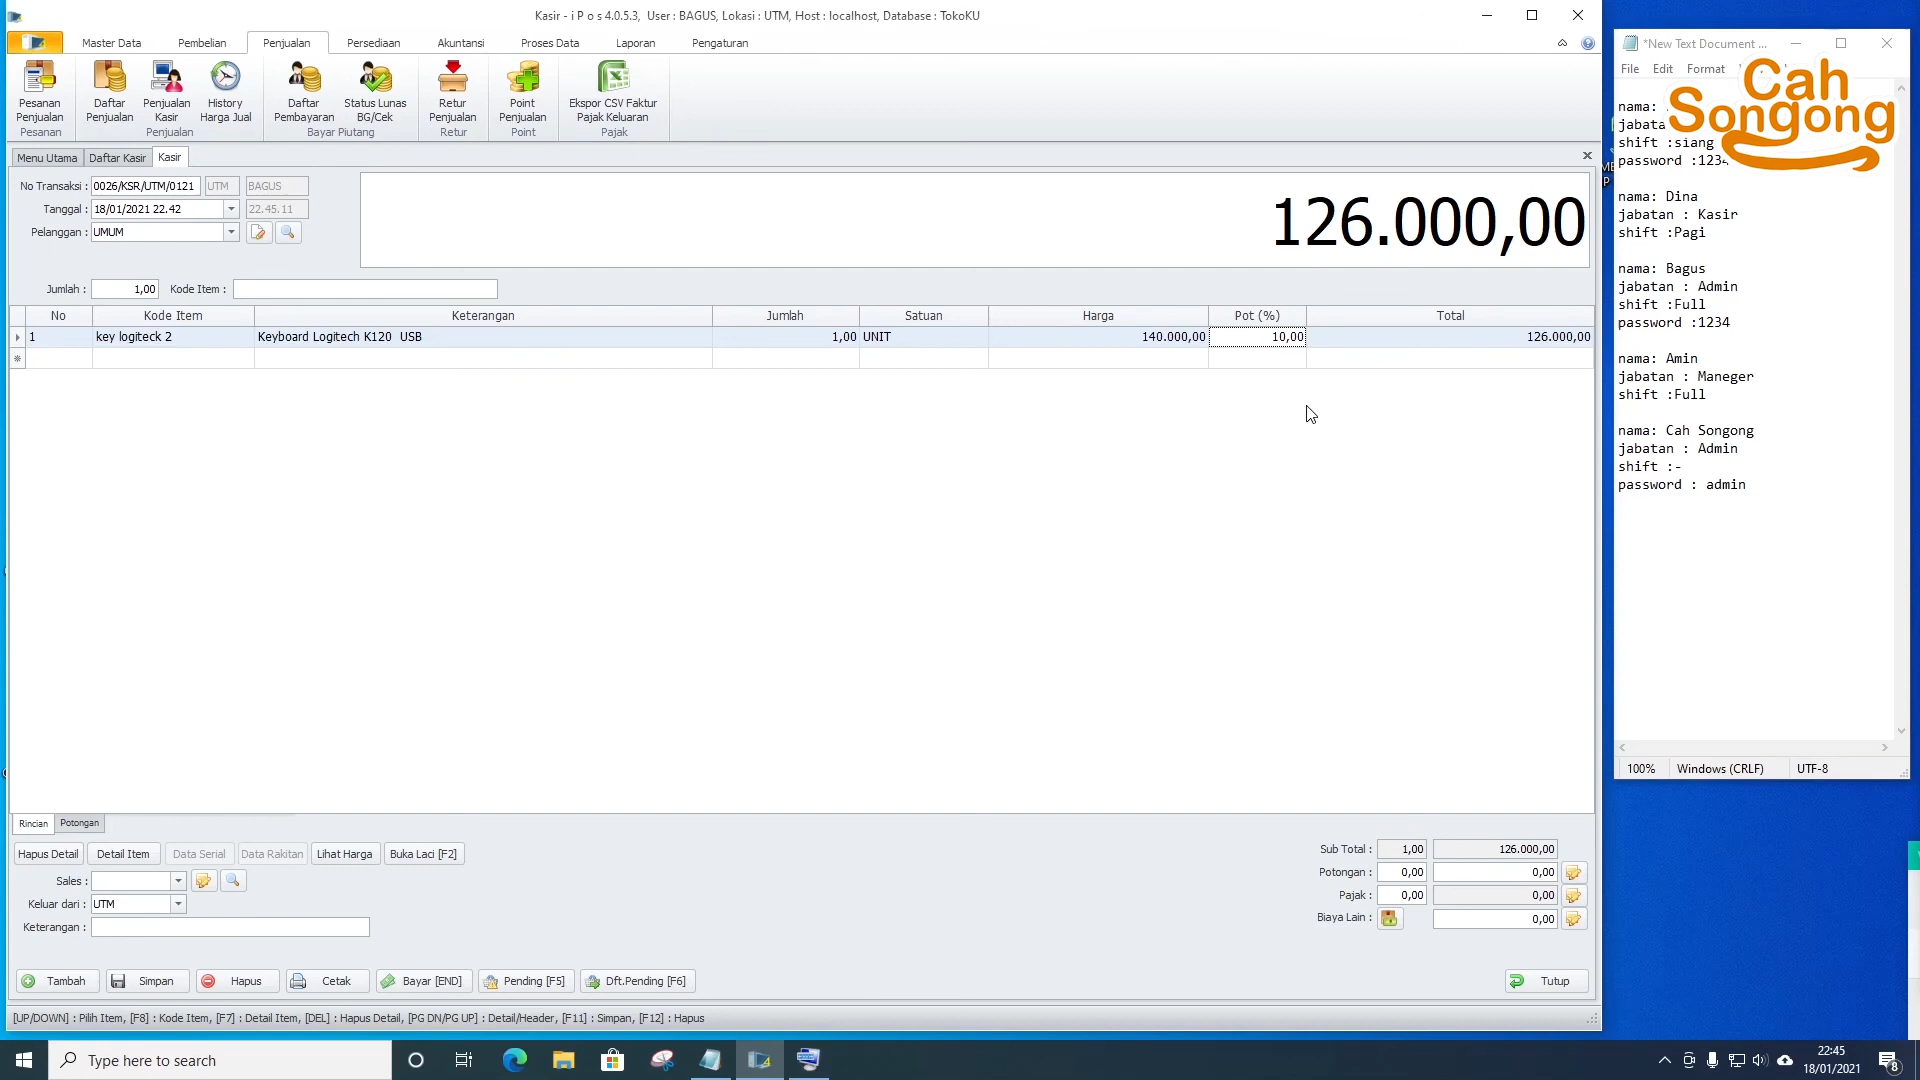 Kasir - i P o s 4.0.5.3, User : BAGUS, Lokasi : UTM, Host : localhost, Database : TokoKU
Master Data
Pembelian
Penjualan
Persediaan
Akuntansi
Proses Data
Laporan
Pengaturan
Pesanan Penjualan
Daftar Penjualan
Penjualan Kasir
History Harga Jual
Daftar Pembayaran
Status Lunas BG/Cek
Retur Penjualan
Point Penjualan
Ekspor CSV Faktur Pajak Keluaran
Pesanan
Penjualan
Bayar Piutang
Retur
Point
Pajak
Menu Utama
Daftar Kasir
Kasir
No Transaksi : 0026/KSR/UTM/0121 UTM BAGUS
Tanggal : 18/01/2021 22.42 22.45.11
Pelanggan : UMUM
126.000,00
Jumlah : 1,00 Kode Item :
No Kode Item Keterangan Jumlah Satuan Harga Pot (%) Total
1 key logiteck 2 Keyboard Logitech K120 USB 1,00 UNIT 140.000,00 10,00 126.000,00
Rincian
Potongan
Hapus Detail
Detail Item
Data Serial
Data Rakitan
Lihat Harga
Buka Laci [F2]
Sales :
Keluar dari : UTM
Keterangan :
Sub Total : 1,00 126.000,00
Potongan : 0,00 0,00
Pajak : 0,00 0,00
Biaya Lain : 0,00
Tambah
Simpan
Hapus
Cetak
Bayar [END]
Pending [F5]
Dft.Pending [F6]
Tutup
[UP/DOWN] : Pilih Item, [F8] : Kode Item, [F7] : Detail Item, [DEL] : Hapus Detail, [PG DN/PG UP] : Detail/Header, [F11] : Simpan, [F12] : Hapus
*New Text Document ...
File Edit Format
Cah
Songong
nama:
shift :siang
password :1234
nama: Dina
jabatan : Kasir
shift :Pagi
nama: Bagus
jabatan : Admin
shift :Full
password :1234
nama: Amin
jabatan : Maneger
shift :Full
nama: Cah Songong
jabatan : Admin
shift :-
password : admin
100% Windows (CRLF) UTF-8
Type here to search
22:45
18/01/2021
8